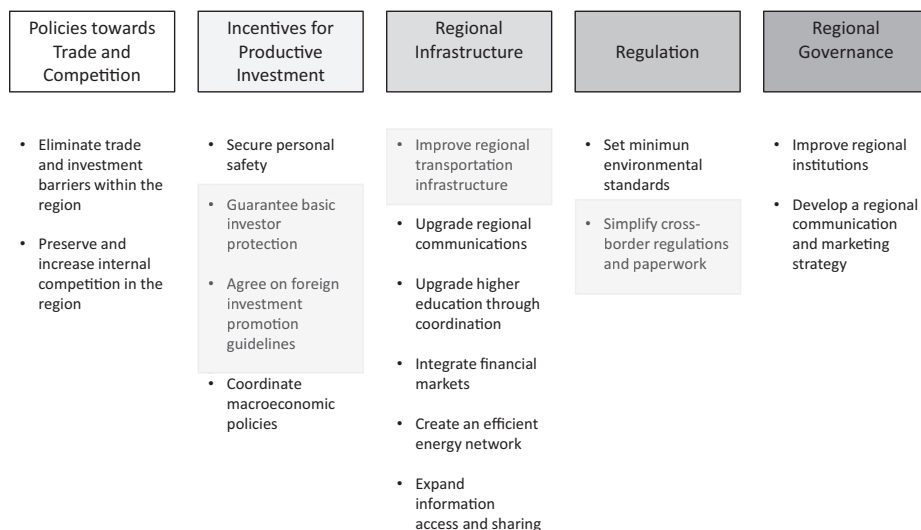 Policies towards
Trade and
Competition
Incentives for
Productive
Investment
Regional
Infrastructure
Regulation
Regional
Governance
• Eliminate trade
and investment
barriers within the
region
• Preserve and
increase internal
competition in the
region
• Secure personal
safety
• Guarantee basic
investor
protection
• Agree on foreign
investment
promotion
guidelines
• Coordinate
macroeconomic
policies
• Improve regional
transportation
infrastructure
• Upgrade regional
communications
• Upgrade higher
education through
coordination
• Integrate financial
markets
• Create an efficient
energy network
• Expand
information
access and sharing
• Set minimun
environmental
standards
• Simplify cross-
border regulations
and paperwork
• Improve regional
institutions
• Develop a regional
communication
and marketing
strategy